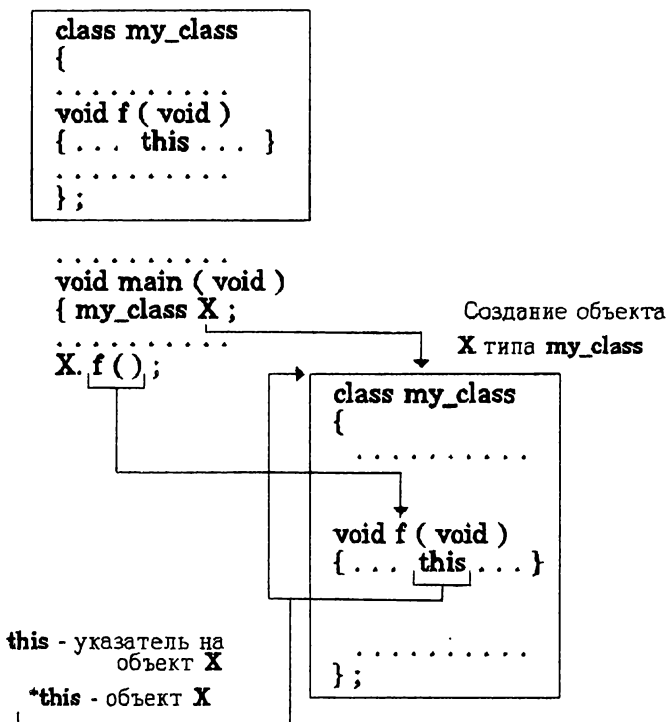 class my_class
{
. . . . . . . . . .
void f ( void )
{ . . . this . . . }
. . . . . . . . . .
} ;
. . . . . . . . . .
void main ( void )
{ my_class X ;
. . . . . . . . . .
X. f ( ) ;
Создание объекта
X типа my_class
class my_class
{
. . . . . . . . . .
void f ( void )
{ . . . this . . . }
. . . . . . . . . .
} ;
this - указатель на
объект X
*this - объект X